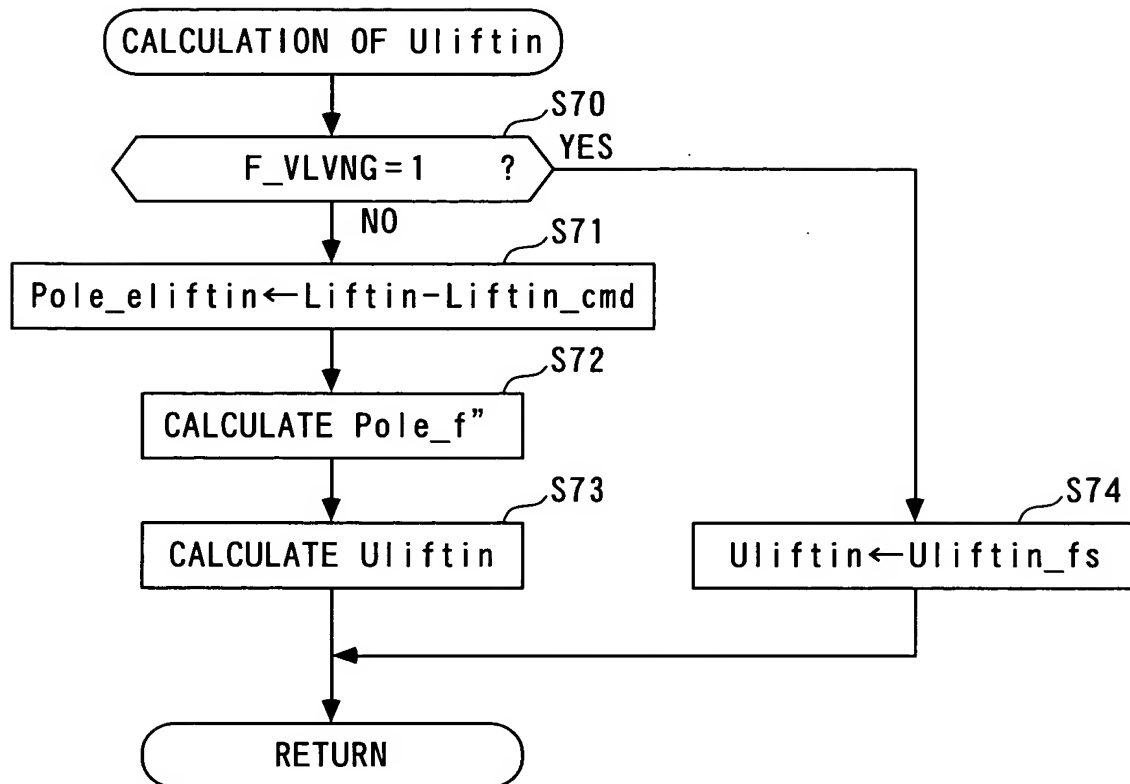 CALCULATION OF Uliftin
S70
F_VLVNG=1 ?
YES
NO
S71
Pole_eliftin←Liftin-Liftin_cmd
S72
CALCULATE Pole_f”
S73
CALCULATE Uliftin
S74
Uliftin←Uliftin_fs
RETURN